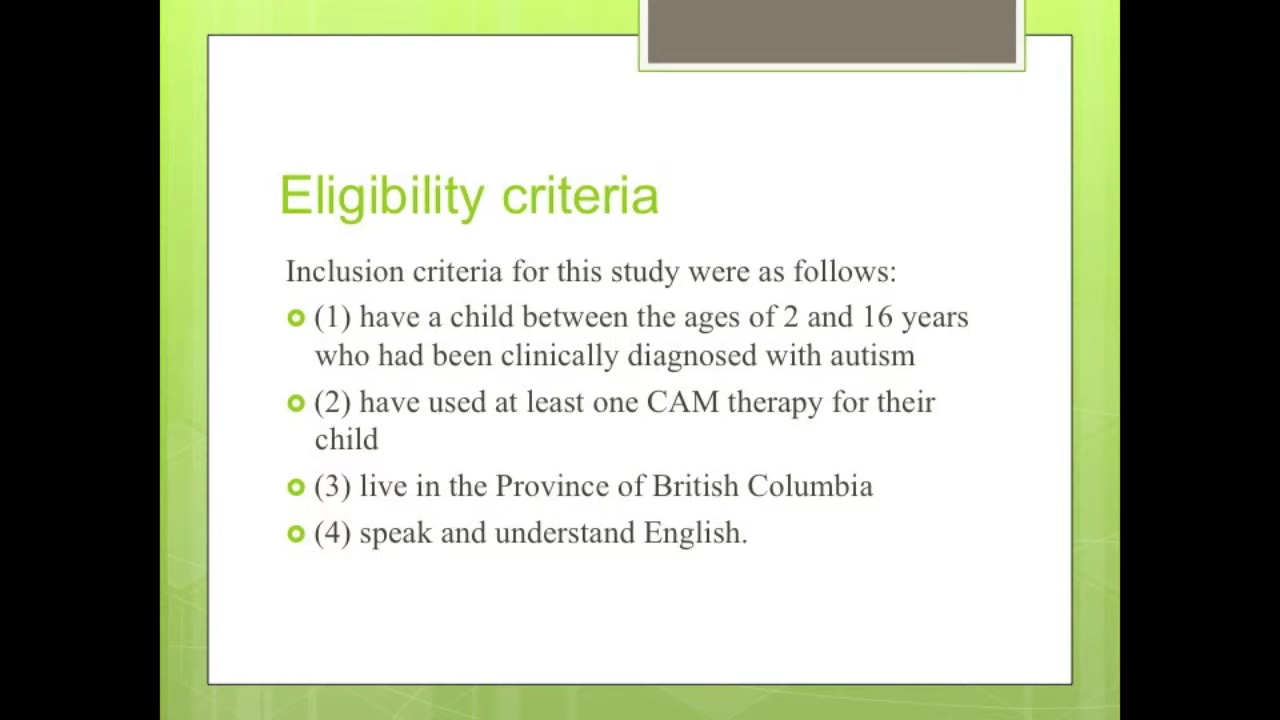 Eligibility criteria
Inclusion criteria for this study were as follows:
(1) have a child between the ages of 2 and 16 years
who had been clinically diagnosed with autism
(2) have used at least one CAM therapy for their
child
(3) live in the Province of British Columbia
(4) speak and understand English.